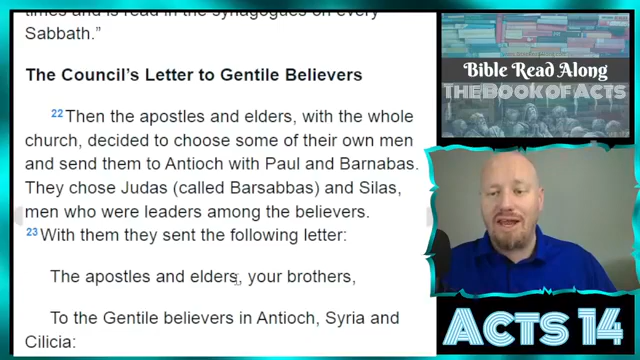 times and is read in the synagogues on every
Sabbath.”
The Council’s Letter to Gentile Believers
22 Then the apostles and elders, with the whole
church, decided to choose some of their own men
and send them to Antioch with Paul and Barnabas.
They chose Judas (called Barsabbas) and Silas,
men who were leaders among the believers.
23 With them they sent the following letter:
The apostles and elders, your brothers,
To the Gentile believers in Antioch, Syria and
Cilicia:
Bible Read Along
The Book of Acts
Acts 14